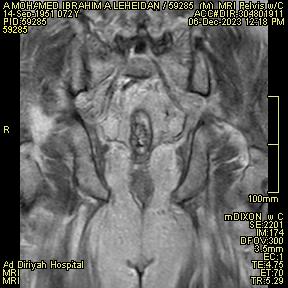 A MOHAMED IBRAHIM A LEHEIDAN / 59285 (M) MRI Pelvis w/C
14-Sep-1951 072Y
ACC#DIR:304801911
PID:59285
06-Dec-2023 12:18 PM
59285
R
100mm
mDIXON_w C
SE:2201
IM:174
DFOV:300
3.5mm
EC:1
Ad Diriyah Hospital
TE:4.75
MRI
ET:70
MRI
TR:5.29